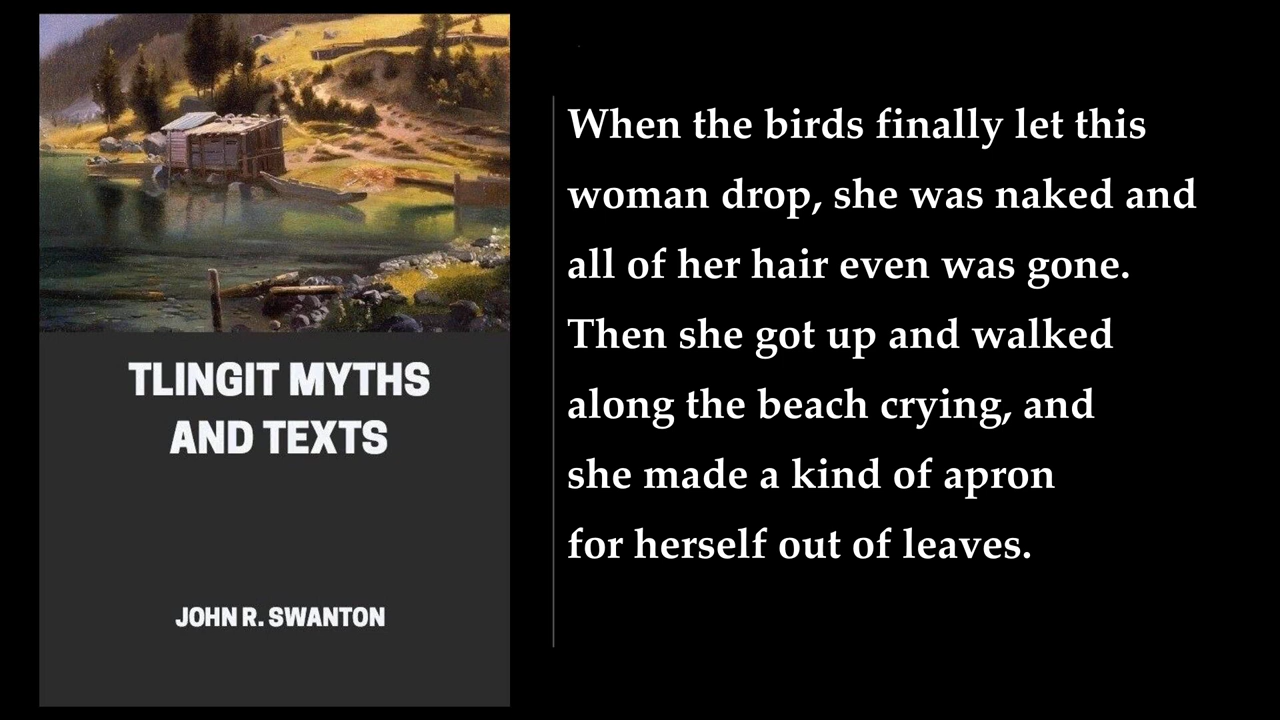 TLINGIT MYTHS
AND TEXTS
JOHN R. SWANTON
When the birds finally let this
woman drop, she was naked and
all of her hair even was gone.
Then she got up and walked
along the beach crying, and
she made a kind of apron
for herself out of leaves.